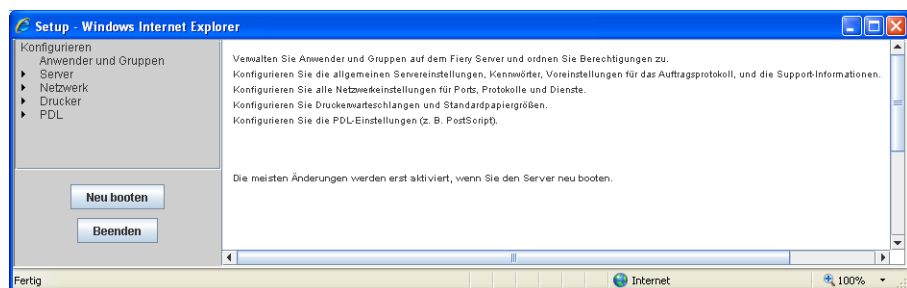 Setup - Windows Internet Explorer
Konfigurieren
Anwender und Gruppen
Server
Netzwerk
Drucker
PDL
Neu booten
Beenden
Verwalten Sie Anwender und Gruppen auf dem Fiery Server und ordnen Sie Berechtigungen zu.
Konfigurieren Sie die allgemeinen Servereinstellungen, Kennwörter, Voreinstellungen für das Auftragsprotokoll, und die Support-Informationen.
Konfigurieren Sie alle Netzwerkeinstellungen für Ports, Protokolle und Dienste.
Konfigurieren Sie Druckerwarteschlangen und Standardpapiergrößen.
Konfigurieren Sie die PDL-Einstellungen (z. B. PostScript).
Die meisten Änderungen werden erst aktiviert, wenn Sie den Server neu booten.
Fertig
Internet
100%